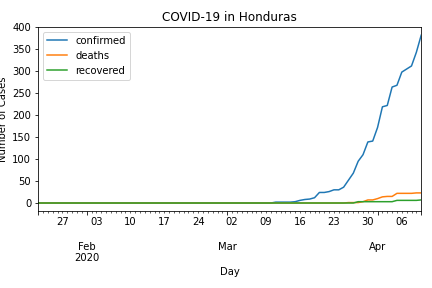 COVID-19 in Honduras
confirmed
deaths
recovered
400
350
300
250
200
150
100
50
0
Number of Cases
27 03 10 17 24 02 09 16 23 30 06
Feb Mar Apr
2020
Day